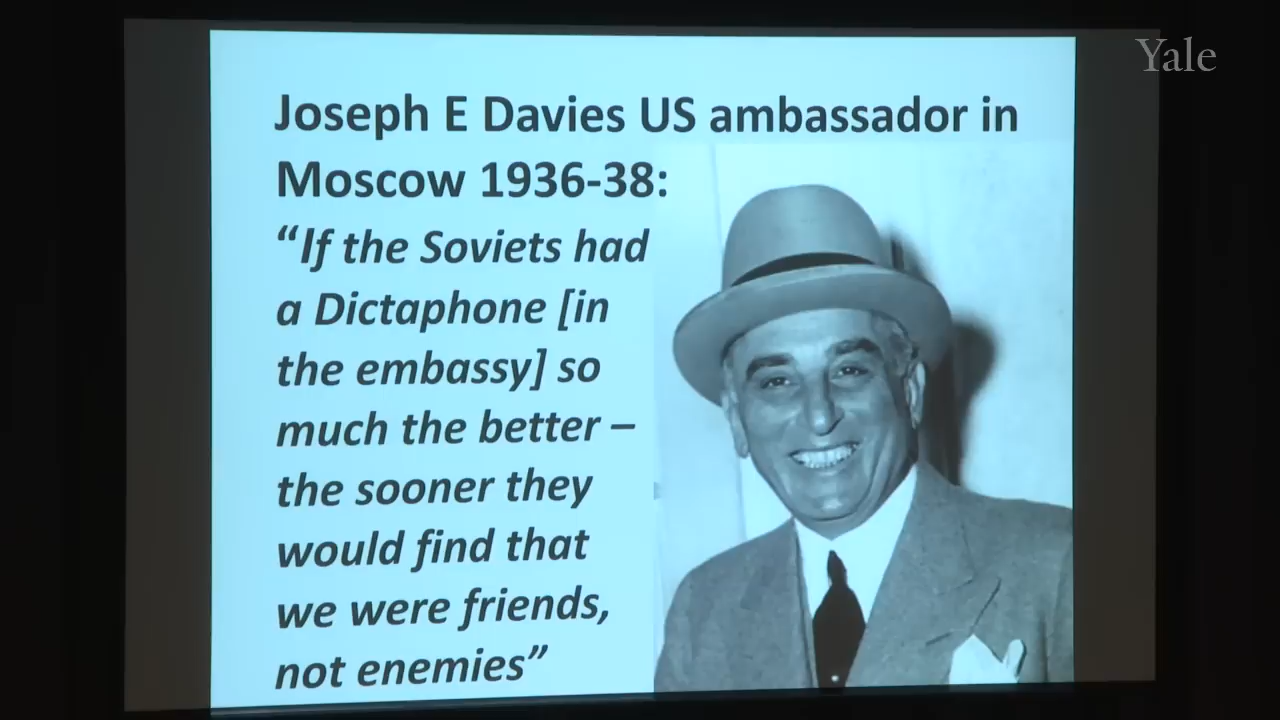 Yale
Joseph E Davies US ambassador in
Moscow 1936-38:
“If the Soviets had
a Dictaphone [in
the embassy] so
much the better –
the sooner they
would find that
we were friends,
not enemies”